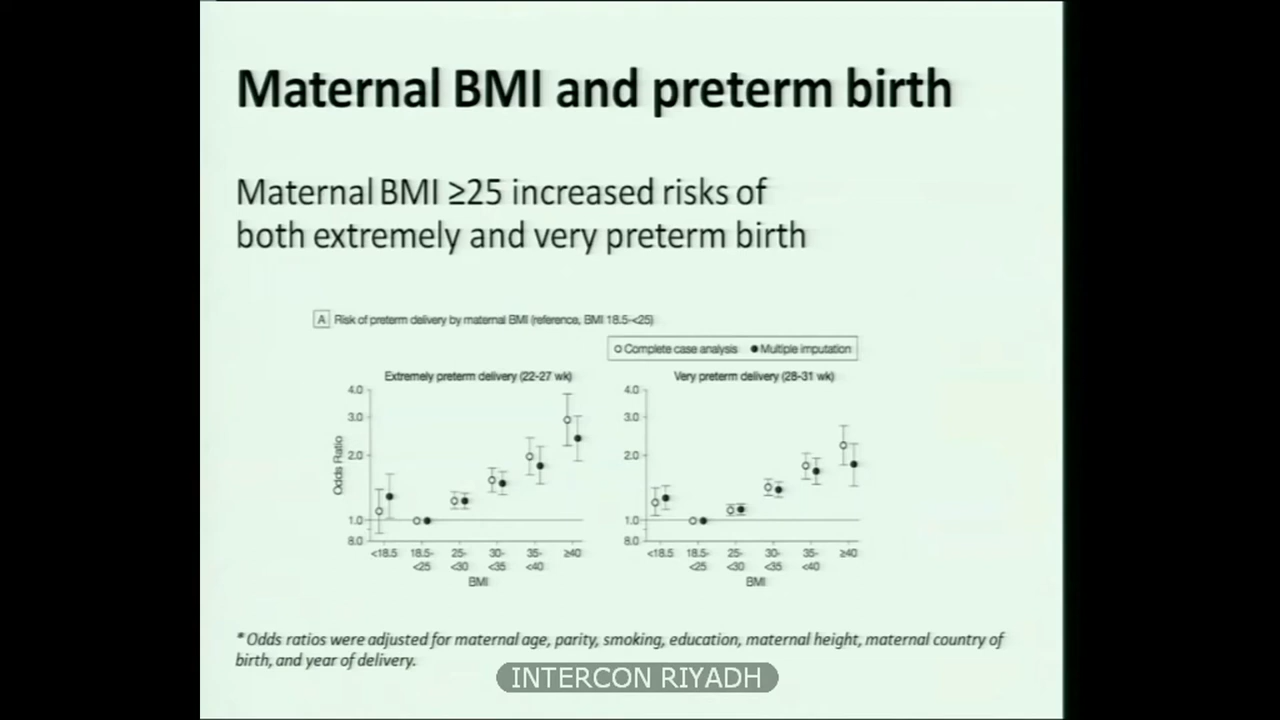 Maternal BMI and preterm birth
Maternal BMI ≥25 increased risks of
both extremely and very preterm birth
A Risk of preterm delivery by maternal BMI (reference, BMI 18.5-<25)
Complete case analysis Multiple imputation
Extremely preterm delivery (22-27 wk)
4.0
3.0
2.0
1.0
8.0
Odds Ratio
<18.5 18.5-<25 25-<30 30-<35 35-<40 ≥40
BMI
Very preterm delivery (28-31 wk)
4.0
3.0
2.0
1.0
8.0
<18.5 18.5-<25 25-<30 30-<35 35-<40 ≥40
BMI
* Odds ratios were adjusted for maternal age, parity, smoking, education, maternal height, maternal country of
birth, and year of delivery.
INTERCON RIYADH